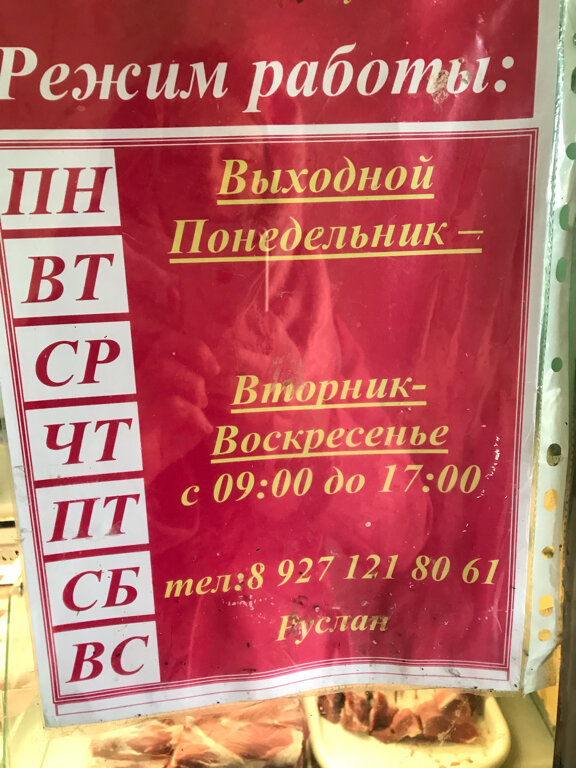 Режим работы:
ПН
ВТ
СР
ЧТ
ПТ
СБ
ВС
Выходной
Понедельник –
Вторник-
Воскресенье
с 09:00 до 17:00
тел:8 927 121 80 61
Руслан